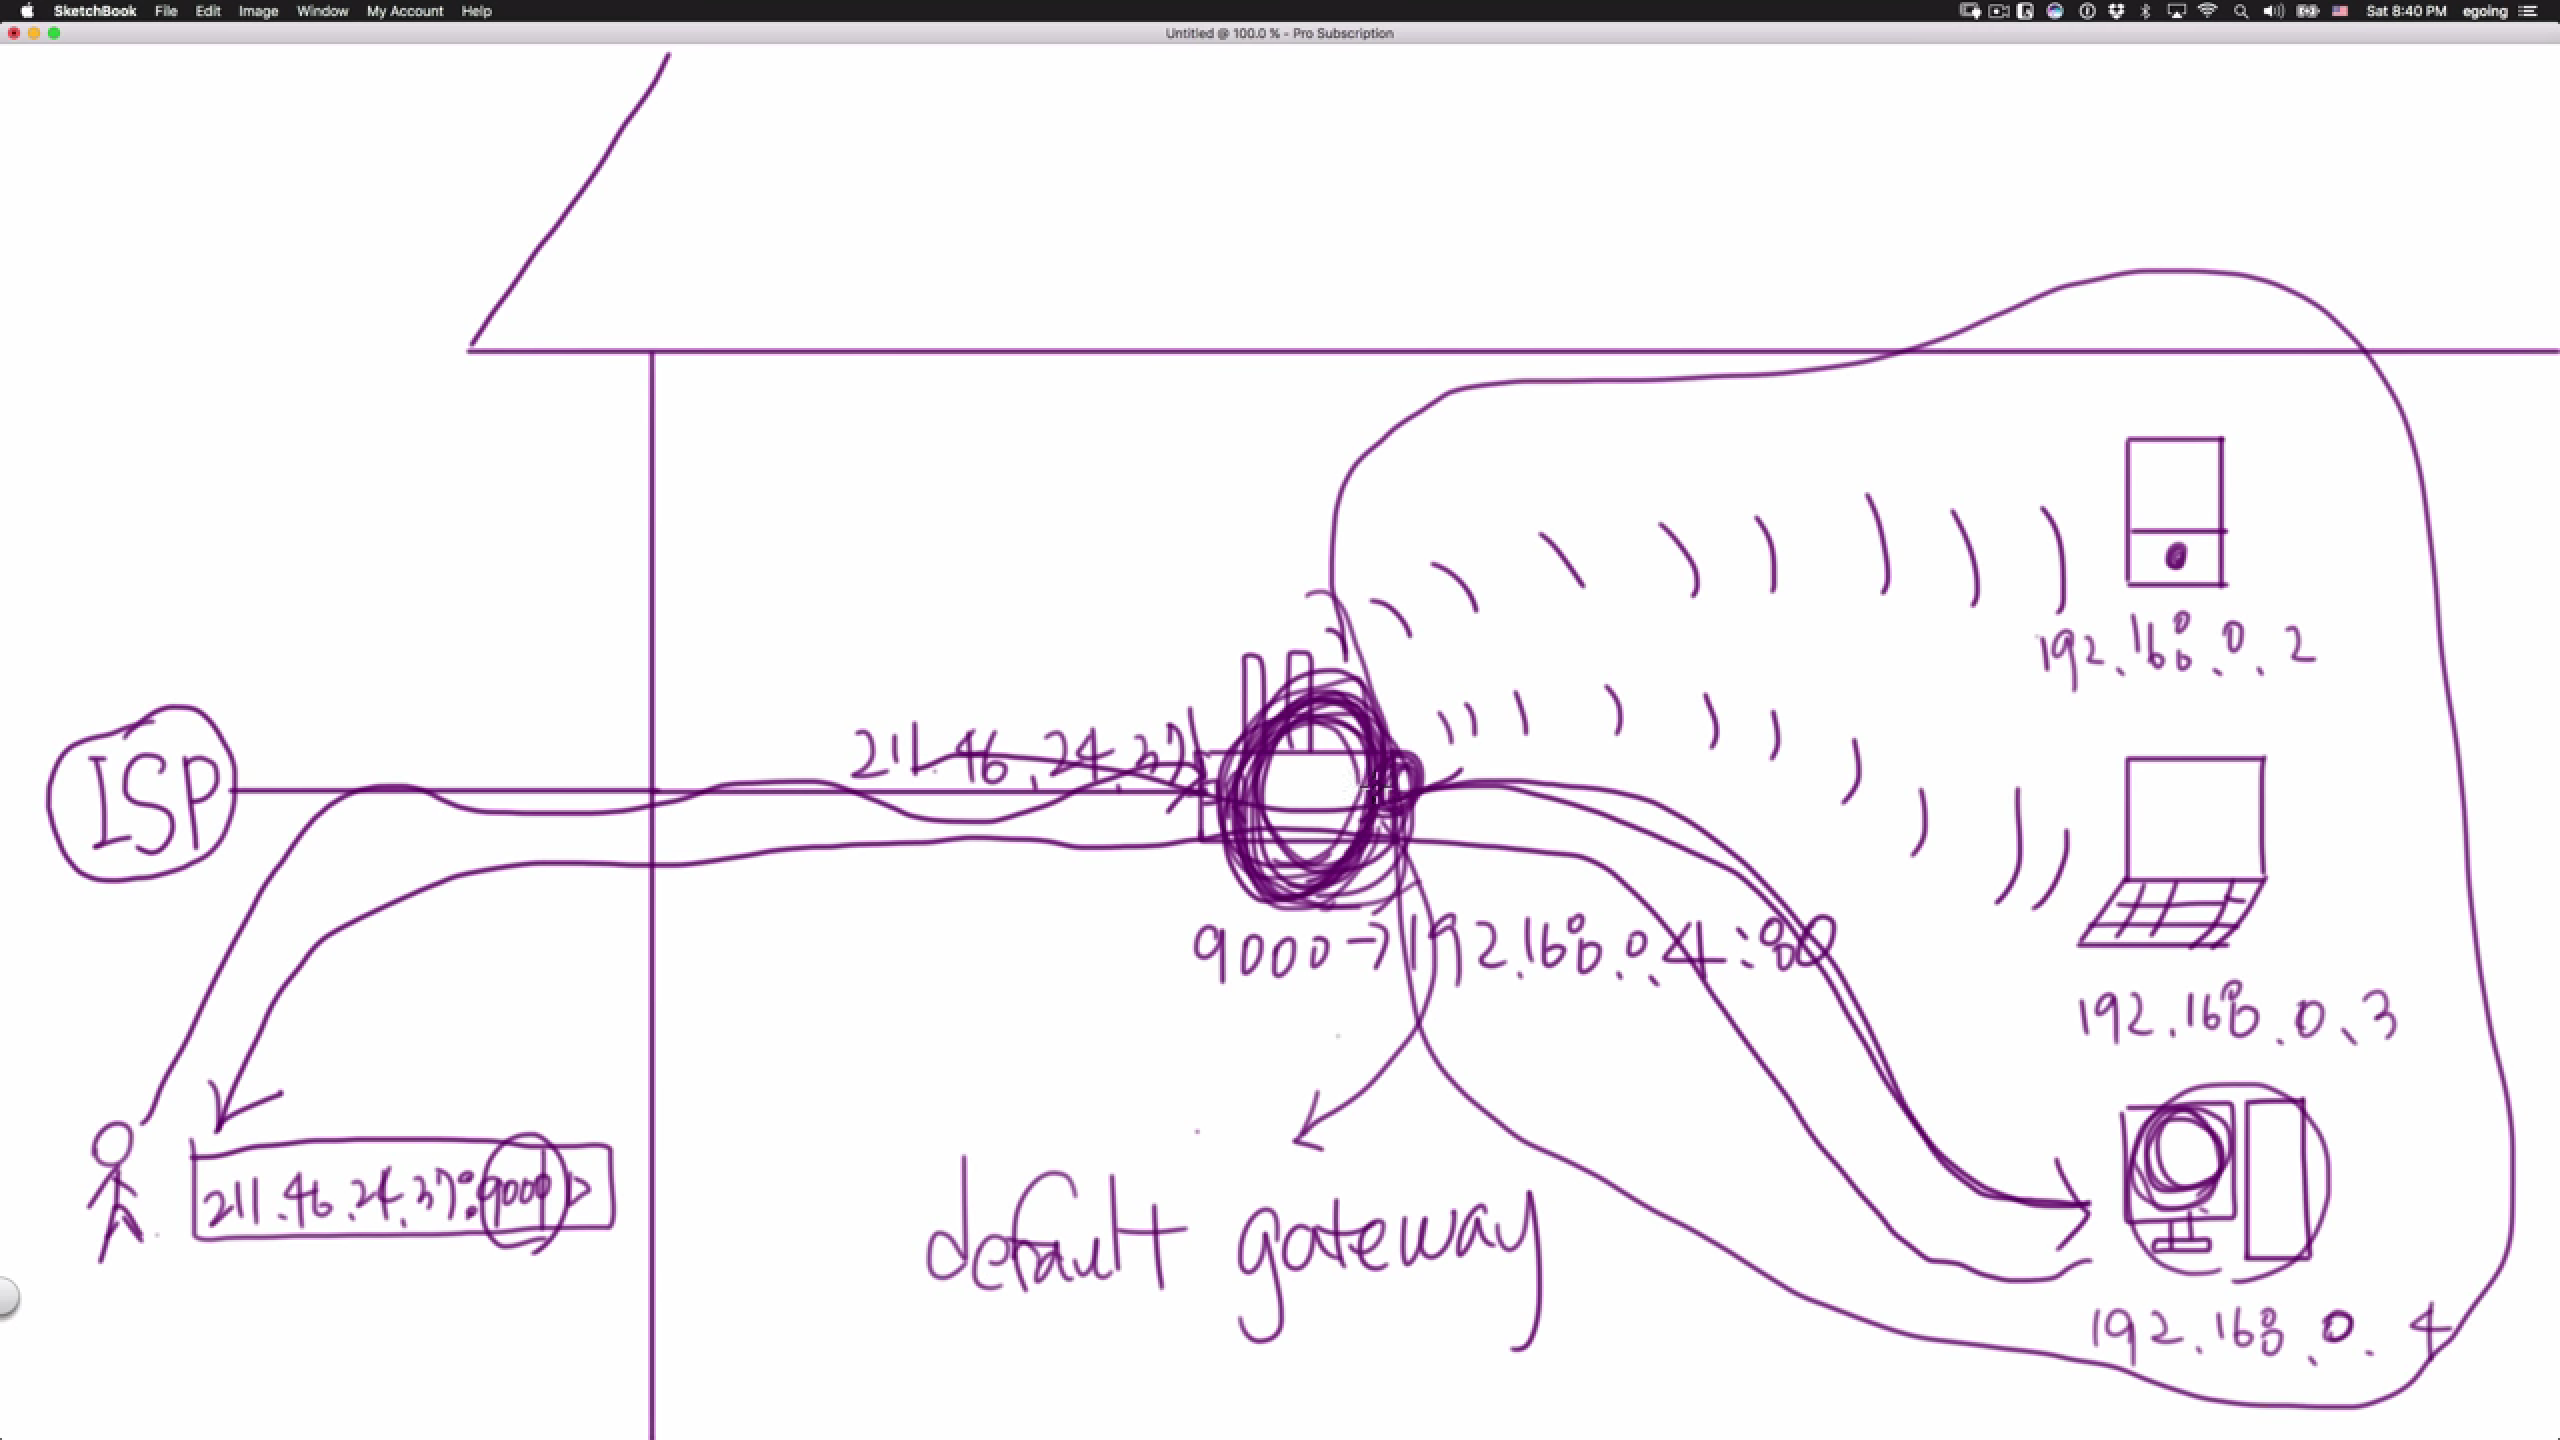 SketchBook File Edit Image Window My Account Help Sat 8:40 PM egoing
Untitled @ 100.0 % - Pro Subscription
192.168.0.2
211.46.24.37
ISP
9000→192.168.0.4:80
192.168.0.3
211.46.24.37:9000
default gateway
192.168.0.4